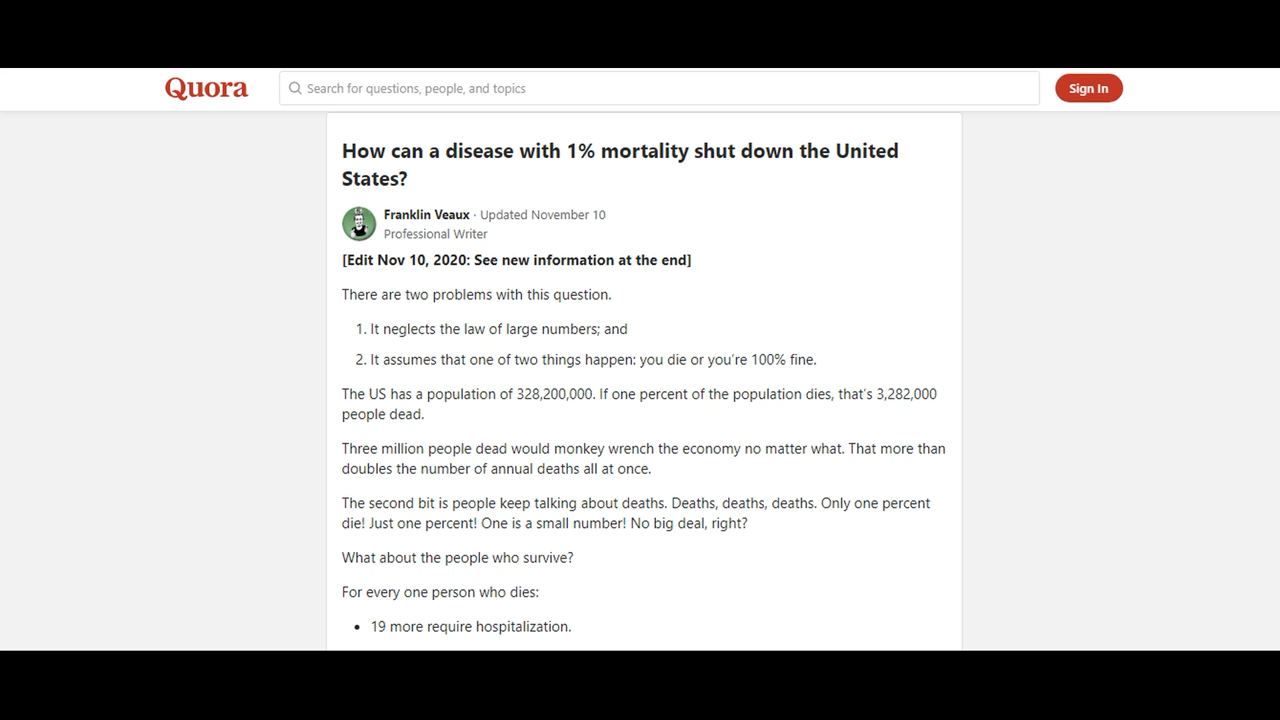 Quora
Search for questions, people, and topics
Sign In
How can a disease with 1% mortality shut down the United
States?
Franklin Veaux · Updated November 10
Professional Writer
[Edit Nov 10, 2020: See new information at the end]
There are two problems with this question.
1. It neglects the law of large numbers; and
2. It assumes that one of two things happen: you die or you’re 100% fine.
The US has a population of 328,200,000. If one percent of the population dies, that’s 3,282,000
people dead.
Three million people dead would monkey wrench the economy no matter what. That more than
doubles the number of annual deaths all at once.
The second bit is people keep talking about deaths. Deaths, deaths, deaths. Only one percent
die! Just one percent! One is a small number! No big deal, right?
What about the people who survive?
For every one person who dies:
• 19 more require hospitalization.